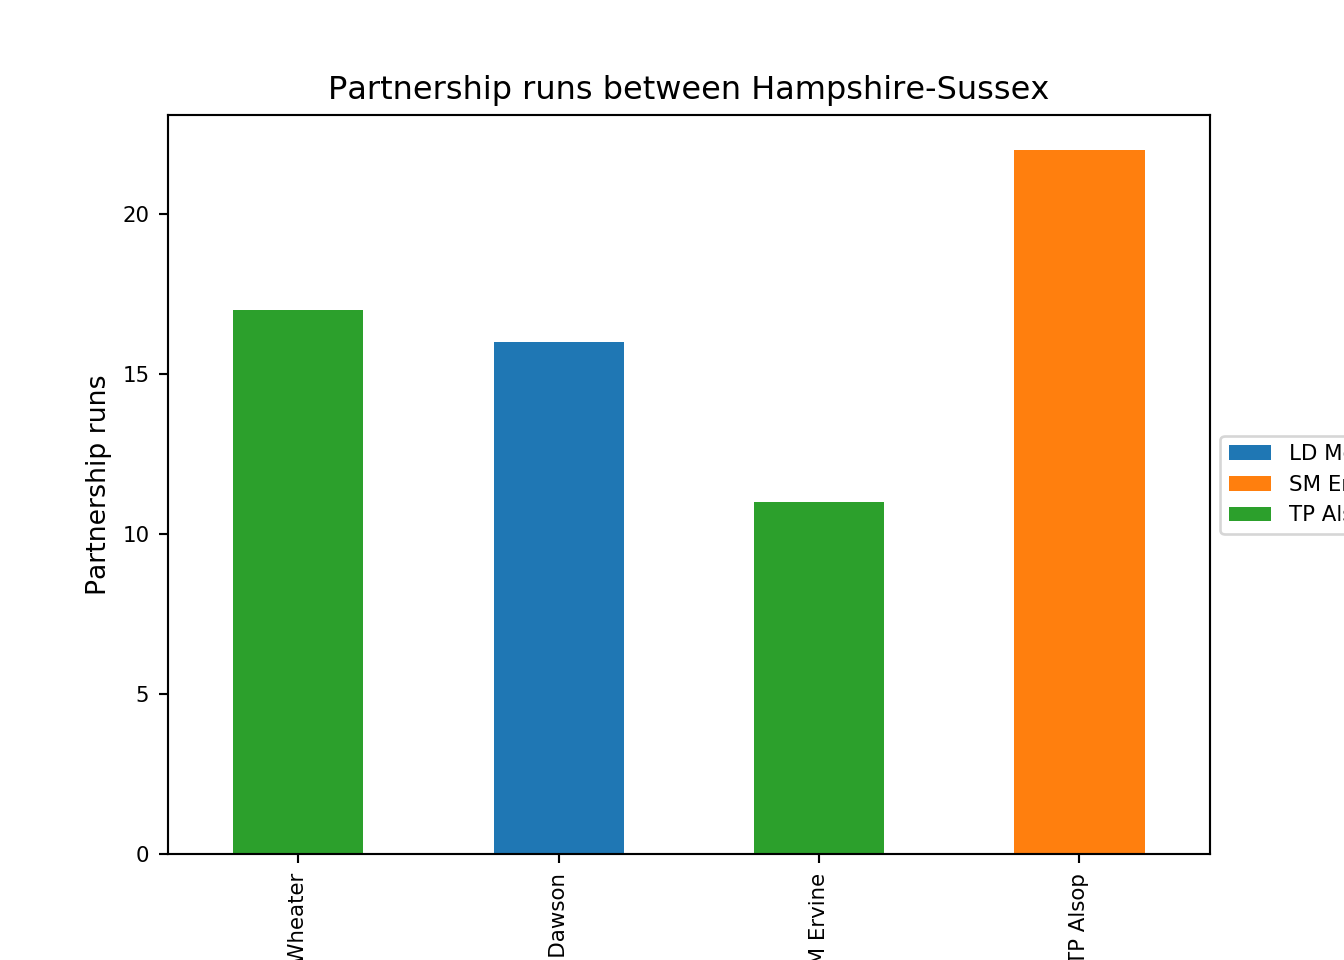 Partnership runs between Hampshire-Sussex
Partnership runs
20
15
10
5
0
Wheater
Dawson
M Ervine
TP Alsop
LD M
SM E
TP Al